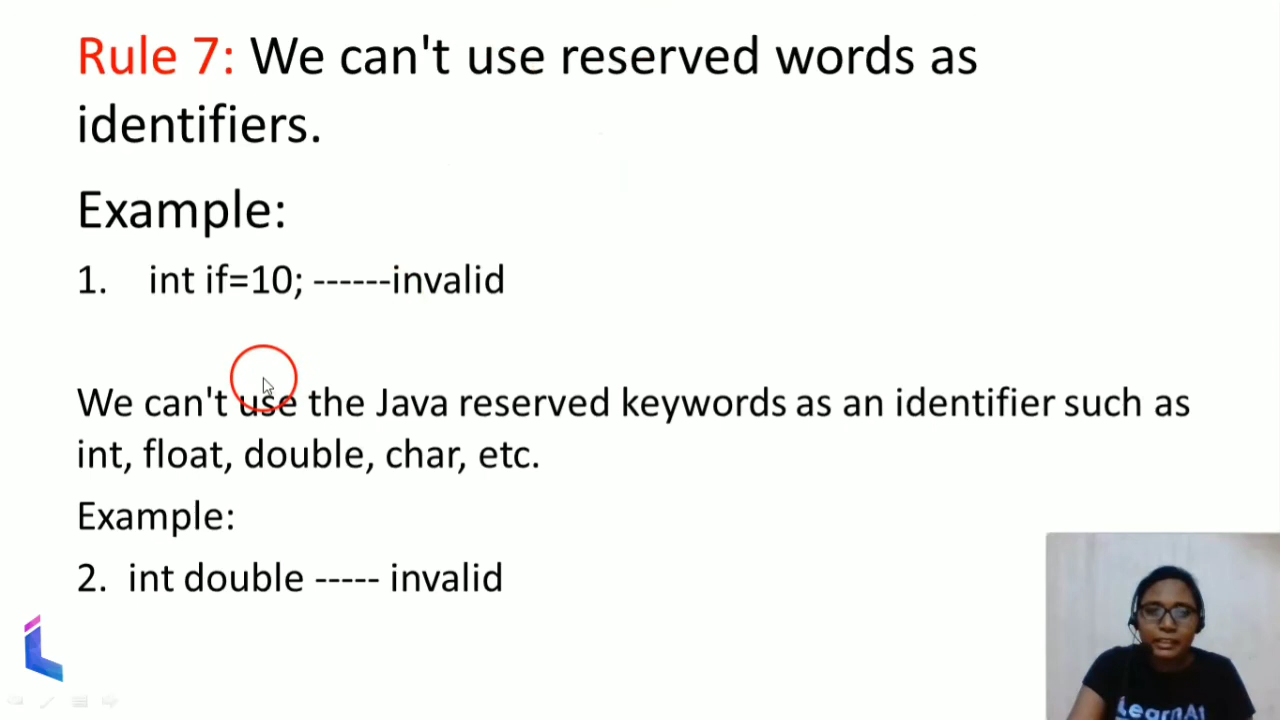 Rule 7: We can't use reserved words as
identifiers.
Example:
1. int if=10; ------invalid
We can't use the Java reserved keywords as an identifier such as
int, float, double, char, etc.
Example:
2. int double ----- invalid